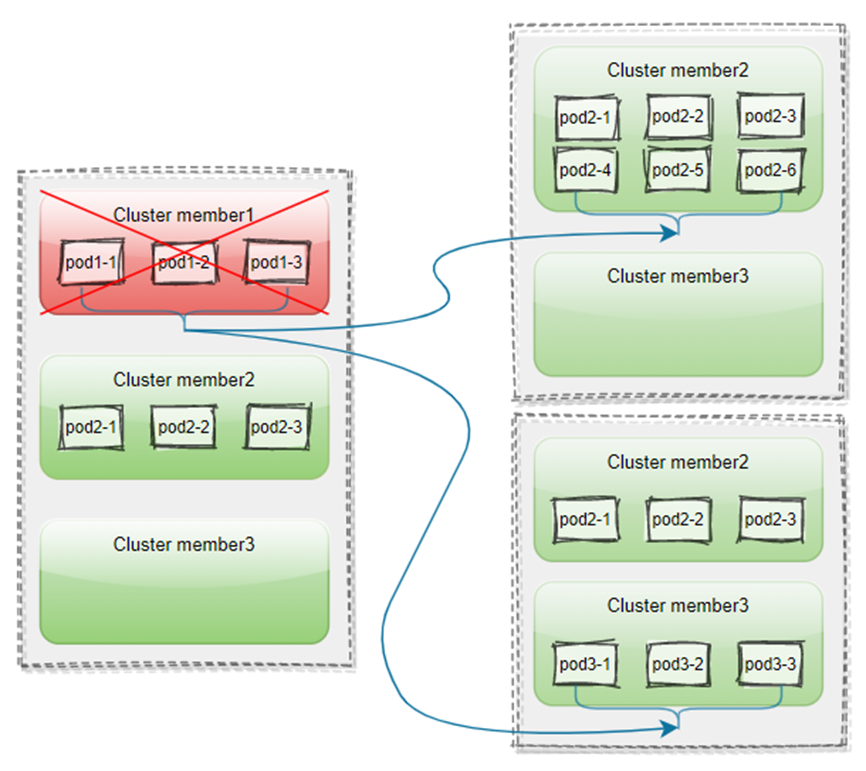 Cluster member1
pod1-1 pod1-2 pod1-3
Cluster member2
pod2-1 pod2-2 pod2-3
Cluster member3
Cluster member2
pod2-1 pod2-2 pod2-3
pod2-4 pod2-5 pod2-6
Cluster member3
Cluster member2
pod2-1 pod2-2 pod2-3
Cluster member3
pod3-1 pod3-2 pod3-3